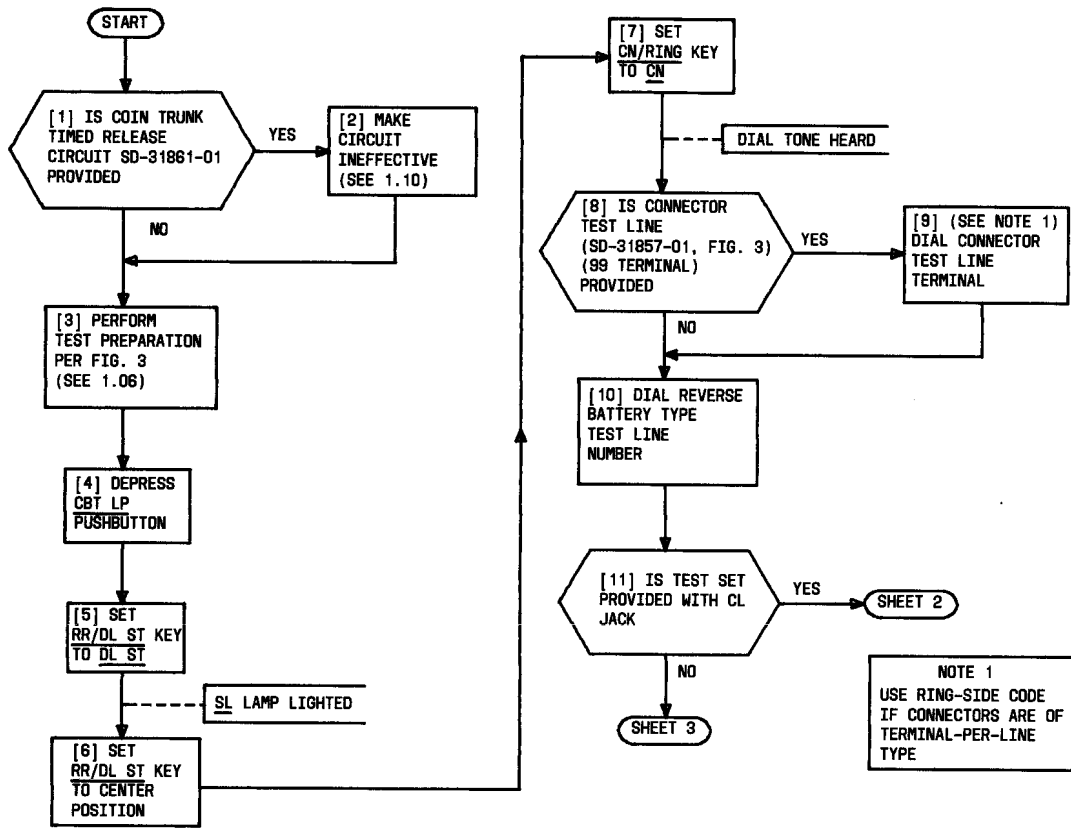 START
[1] IS COIN TRUNK
TIMED RELEASE
CIRCUIT SD-31861-01
PROVIDED
YES
[2] MAKE
CIRCUIT
INEFFECTIVE
(SEE 1.10)
NO
[3] PERFORM
TEST PREPARATION
PER FIG. 3
(SEE 1.06)
[4] DEPRESS
CBT LP
PUSHBUTTON
[5] SET
RR/DL ST KEY
TO DL ST
SL LAMP LIGHTED
[6] SET
RR/DL ST KEY
TO CENTER
POSITION
[7] SET
CN/RING KEY
TO CN
DIAL TONE HEARD
[8] IS CONNECTOR
TEST LINE
(SD-31857-01, FIG. 3)
(99 TERMINAL)
PROVIDED
YES
[9] (SEE NOTE 1)
DIAL CONNECTOR
TEST LINE
TERMINAL
NO
[10] DIAL REVERSE
BATTERY TYPE
TEST LINE
NUMBER
[11] IS TEST SET
PROVIDED WITH CL
JACK
YES
SHEET 2
NO
SHEET 3
NOTE 1
USE RING-SIDE CODE
IF CONNECTORS ARE OF
TERMINAL-PER-LINE
TYPE